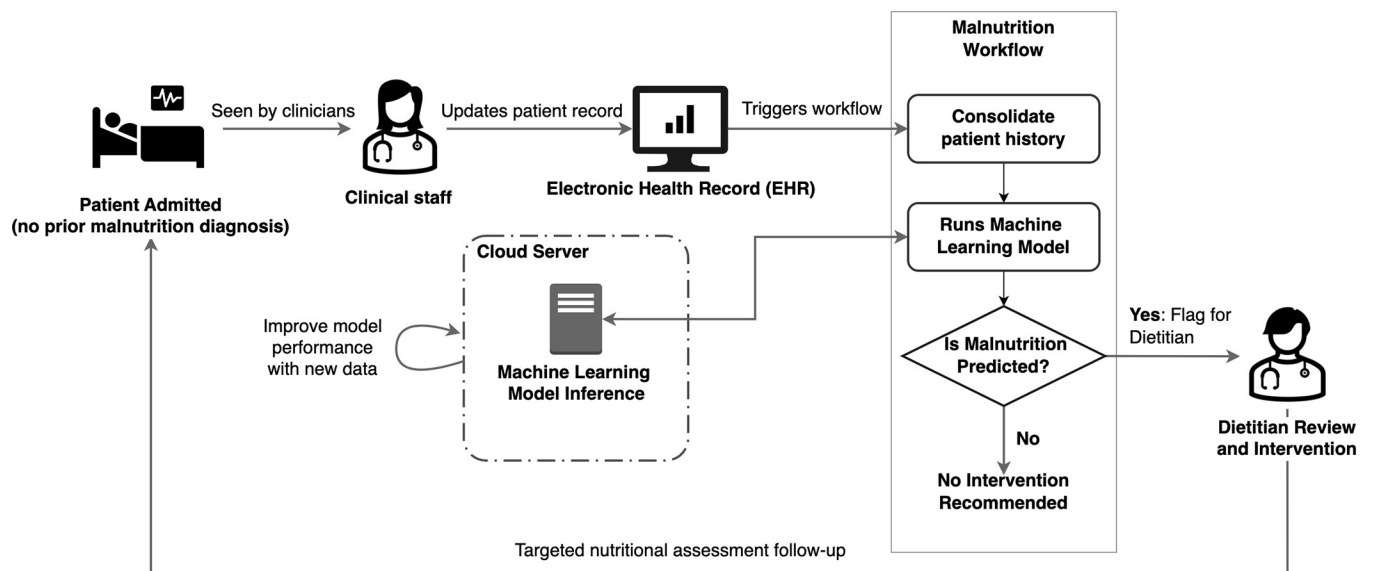 Malnutrition
Workflow
Seen by clinicians
Updates patient record
Triggers workflow
Consolidate
patient history
Patient Admitted
(no prior malnutrition diagnosis)
Clinical staff
Electronic Health Record (EHR)
Runs Machine
Learning Model
Cloud Server
Improve model
performance
with new data
Machine Learning
Model Inference
Is Malnutrition
Predicted?
Yes: Flag for
Dietitian
Dietitian Review
and Intervention
No
No Intervention
Recommended
Targeted nutritional assessment follow-up